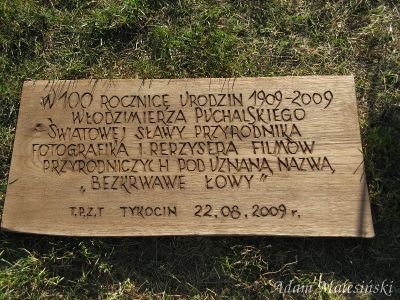 W 100 ROCZNICĘ URODZIN 1909-2009
WŁODZIMIERZA PUCHALSKIEGO
ŚWIATOWEJ SŁAWY PRZYRODNIKA
FOTOGRAFIKA I REŻYSERA FILMÓW
PRZYRODNICZYCH POD UZNANĄ NAZWĄ
„BEZKRWAWE ŁOWY"
T.P.Z.T TYKOCIN 22.08.2009 r.
Adam Malesiński